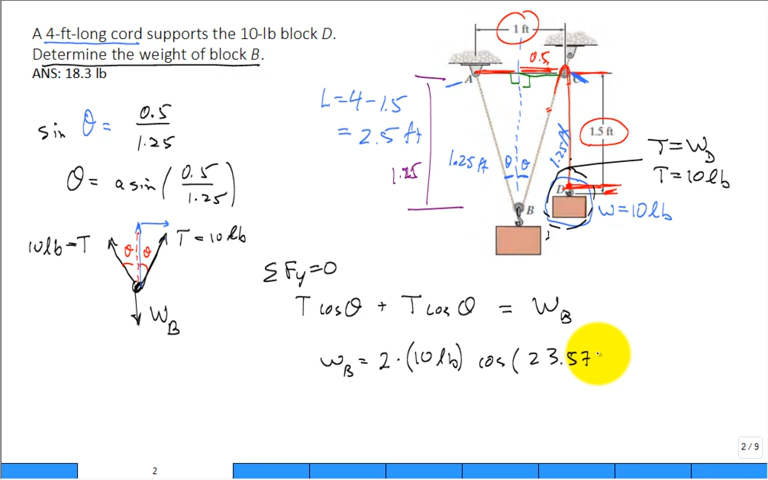 A 4-ft-long cord supports the 10-lb block D.
Determine the weight of block B.
ANS: 18.3 lb
sin θ = 0.5 / 1.25
θ = asin( 0.5 / 1.25 )
L = 4 - 1.5
= 2.5 ft
1.25
1 ft
0.5
A
C
1.25 ft
θ θ
1.25 ft
1.5 ft
B
D
W = 10 lb
T = W_D
T = 10 lb
10 lb = T
θ θ
T = 10 lb
W_B
ΣFy = 0
T cos θ + T cos θ = W_B
W_B = 2 · (10 lb) cos ( 23.57
2 / 9
2